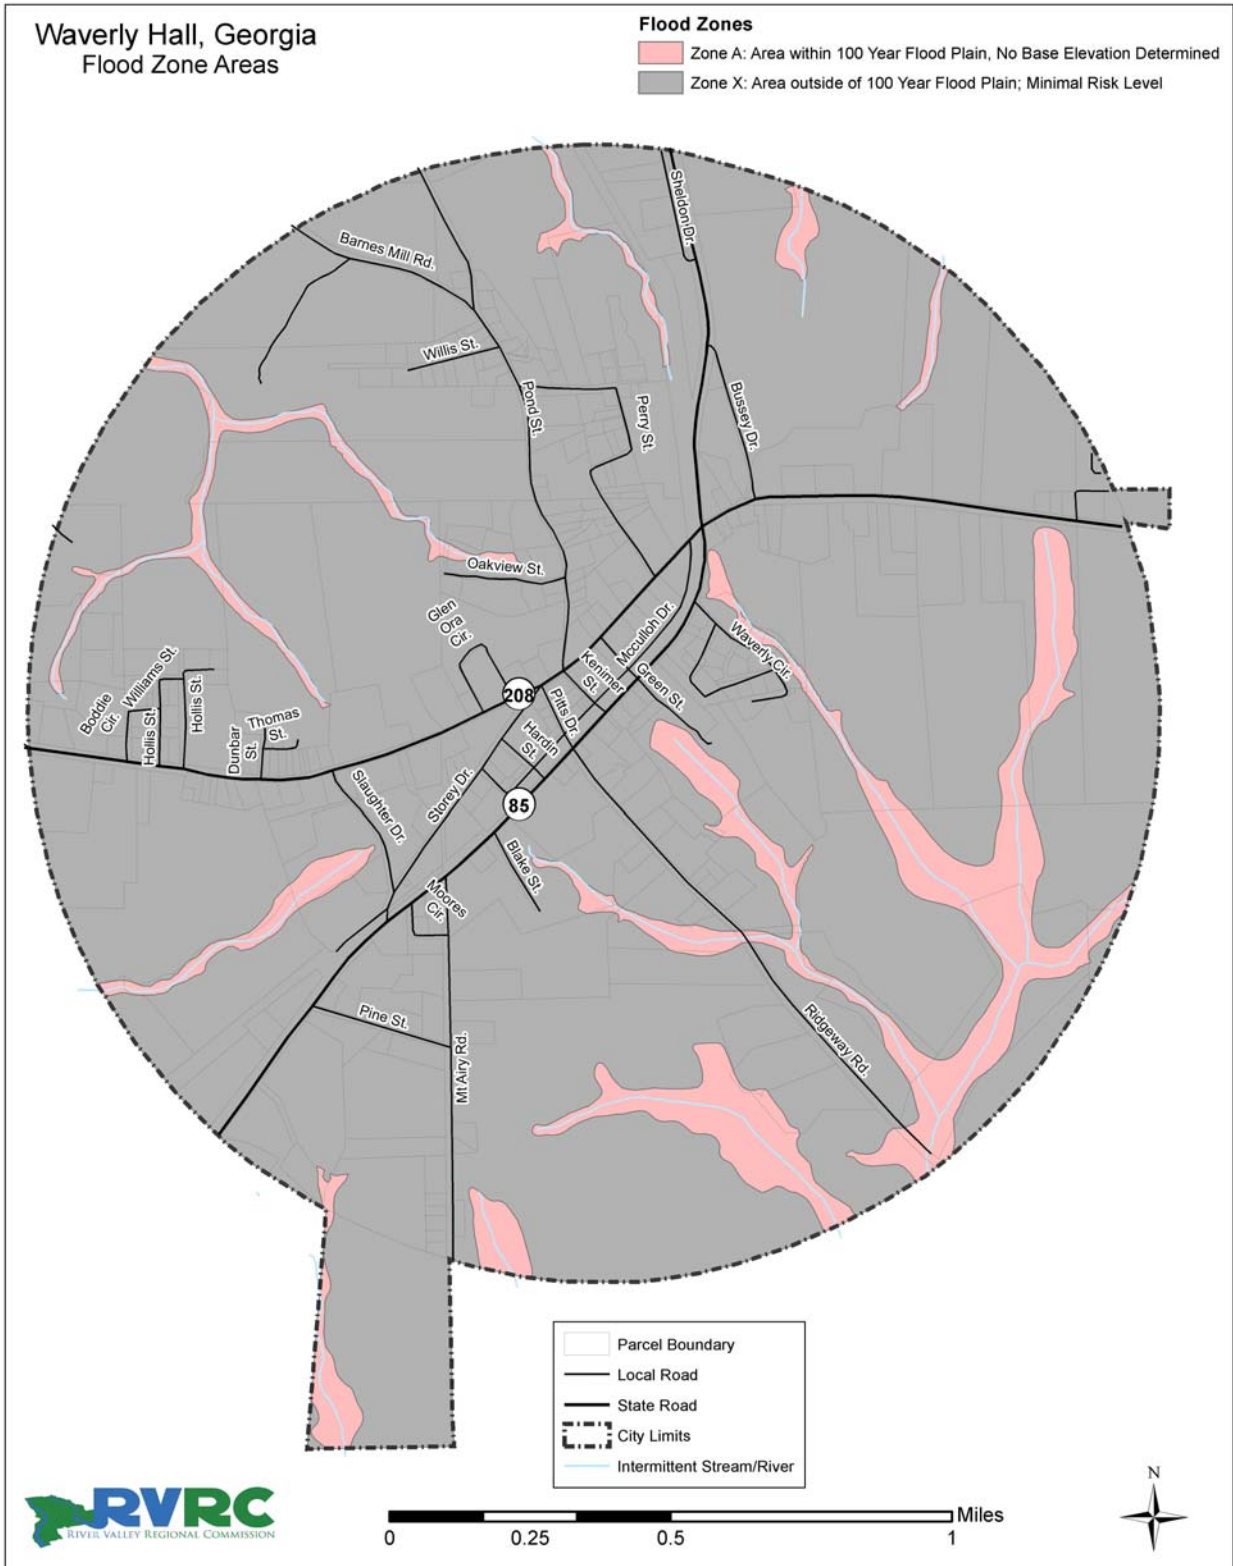 Waverly Hall, Georgia
Flood Zone Areas
Flood Zones
Zone A: Area within 100 Year Flood Plain, No Base Elevation Determined
Zone X: Area outside of 100 Year Flood Plain; Minimal Risk Level
Sheldon Dr.
Barnes Mill Rd.
Willis St.
Pond St.
Perry St.
Bussey Dr.
Oakview St.
Glen
Ora
Cir.
Mcculloh Dr.
Waverly Cir.
Kenimer
St.
Green St.
Boddie
Cir.
Williams St.
Hollis St.
Hollis St.
Dunbar
St.
Thomas
St.
208
Pitts Dr.
Hardin
St.
Slaughter Dr.
Storey Dr.
85
Blake St.
Moores
Cir.
Pine St.
Mt Airy Rd.
Ridgeway Rd.
Parcel Boundary
Local Road
State Road
City Limits
Intermittent Stream/River
RVRC
RIVER VALLEY REGIONAL COMMISSION
Miles
0
0.25
0.5
1
N